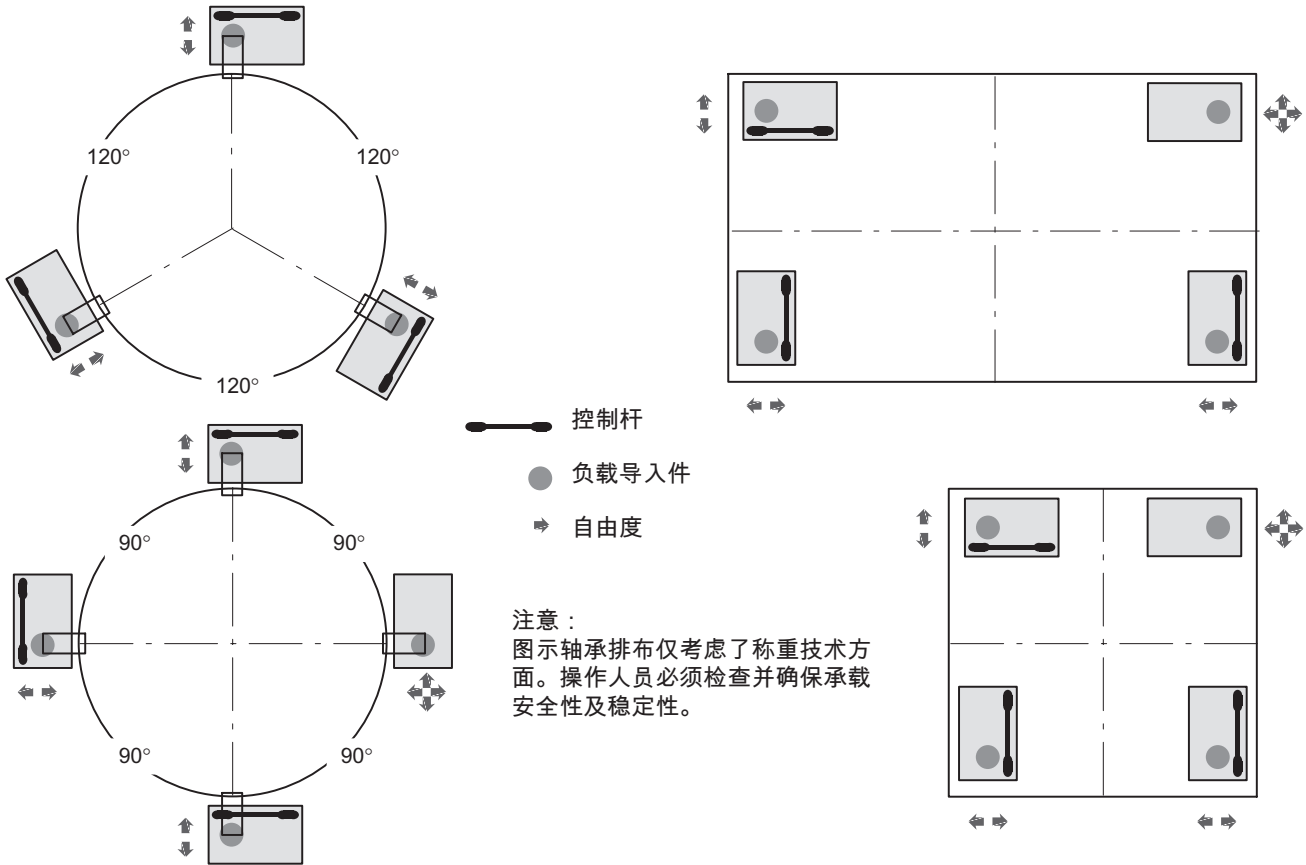 120°
120°
120°
控制杆
负载导入件
自由度
90°
90°
90°
90°
注意：
图示轴承排布仅考虑了称重技术方
面。操作人员必须检查并确保承载
安全性及稳定性。